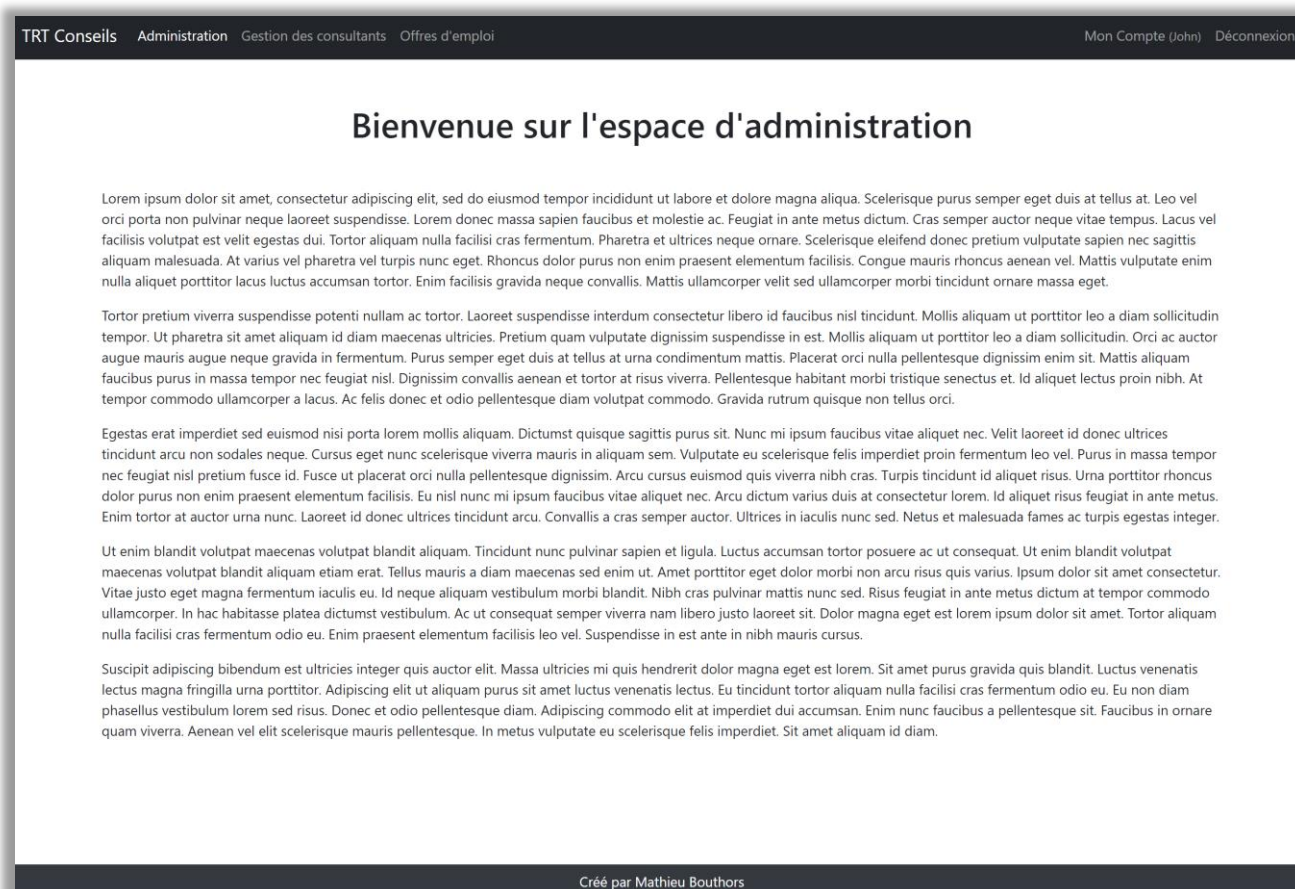 TRT Conseils Administration Gestion des consultants Offres d'emploi Mon Compte (John) Déconnexion
Bienvenue sur l'espace d'administration
Lorem ipsum dolor sit amet, consectetur adipiscing elit, sed do eiusmod tempor incididunt ut labore et dolore magna aliqua. Scelerisque purus semper eget duis at tellus at. Leo vel
orci porta non pulvinar neque laoreet suspendisse. Lorem donec massa sapien faucibus et molestie ac. Feugiat in ante metus dictum. Cras semper auctor neque vitae tempus. Lacus vel
facilisis volutpat est velit egestas dui. Tortor aliquam nulla facilisi cras fermentum. Pharetra et ultrices neque ornare. Scelerisque eleifend donec pretium vulputate sapien nec sagittis
aliquam malesuada. At varius vel pharetra vel turpis nunc eget. Rhoncus dolor purus non enim praesent elementum facilisis. Congue mauris rhoncus aenean vel. Mattis vulputate enim
nulla aliquet porttitor lacus luctus accumsan tortor. Enim facilisis gravida neque convallis. Mattis ullamcorper velit sed ullamcorper morbi tincidunt ornare massa eget.
Tortor pretium viverra suspendisse potenti nullam ac tortor. Laoreet suspendisse interdum consectetur libero id faucibus nisl tincidunt. Mollis aliquam ut porttitor leo a diam sollicitudin
tempor. Ut pharetra sit amet aliquam id diam maecenas ultricies. Pretium quam vulputate dignissim suspendisse in est. Mollis aliquam ut porttitor leo a diam sollicitudin. Orci ac auctor
augue mauris augue neque gravida in fermentum. Purus semper eget duis at tellus at urna condimentum mattis. Placerat orci nulla pellentesque dignissim enim sit. Mattis aliquam
faucibus purus in massa tempor nec feugiat nisl. Dignissim convallis aenean et tortor at risus viverra. Pellentesque habitant morbi tristique senectus et. Id aliquet lectus proin nibh. At
tempor commodo ullamcorper a lacus. Ac felis donec et odio pellentesque diam volutpat commodo. Gravida rutrum quisque non tellus orci.
Egestas erat imperdiet sed euismod nisi porta lorem mollis aliquam. Dictumst quisque sagittis purus sit. Nunc mi ipsum faucibus vitae aliquet nec. Velit laoreet id donec ultrices
tincidunt arcu non sodales neque. Cursus eget nunc scelerisque viverra mauris in aliquam sem. Vulputate eu scelerisque felis imperdiet proin fermentum leo vel. Purus in massa tempor
nec feugiat nisl pretium fusce id. Fusce ut placerat orci nulla pellentesque dignissim. Arcu cursus euismod quis viverra nibh cras. Turpis tincidunt id aliquet risus. Urna porttitor rhoncus
dolor purus non enim praesent elementum facilisis. Eu nisl nunc mi ipsum faucibus vitae aliquet nec. Arcu dictum varius duis at consectetur lorem. Id aliquet risus feugiat in ante metus.
Enim tortor at auctor urna nunc. Laoreet id donec ultrices tincidunt arcu. Convallis a cras semper auctor. Ultrices in iaculis nunc sed. Netus et malesuada fames ac turpis egestas integer.
Ut enim blandit volutpat maecenas volutpat blandit aliquam. Tincidunt nunc pulvinar sapien et ligula. Luctus accumsan tortor posuere ac ut consequat. Ut enim blandit volutpat
maecenas volutpat blandit aliquam etiam erat. Tellus mauris a diam maecenas sed enim ut. Amet porttitor eget dolor morbi non arcu risus quis varius. Ipsum dolor sit amet consectetur.
Vitae justo eget magna fermentum iaculis eu. Id neque aliquam vestibulum morbi blandit. Nibh cras pulvinar mattis nunc sed. Risus feugiat in ante metus dictum at tempor commodo
ullamcorper. In hac habitasse platea dictumst vestibulum. Ac ut consequat semper viverra nam libero justo laoreet sit. Dolor magna eget est lorem ipsum dolor sit amet. Tortor aliquam
nulla facilisi cras fermentum odio eu. Enim praesent elementum facilisis leo vel. Suspendisse in est ante in nibh mauris cursus.
Suscipit adipiscing bibendum est ultricies integer quis auctor elit. Massa ultricies mi quis hendrerit dolor magna eget est lorem. Sit amet purus gravida quis blandit. Luctus venenatis
lectus magna fringilla urna porttitor. Adipiscing elit ut aliquam purus sit amet luctus venenatis lectus. Eu tincidunt tortor aliquam nulla facilisi cras fermentum odio eu. Eu non diam
phasellus vestibulum lorem sed risus. Donec et odio pellentesque diam. Adipiscing commodo elit at imperdiet dui accumsan. Enim nunc faucibus a pellentesque sit. Faucibus in ornare
quam viverra. Aenean vel elit scelerisque mauris pellentesque. In metus vulputate eu scelerisque felis imperdiet. Sit amet aliquam id diam.
Créé par Mathieu Bouthors